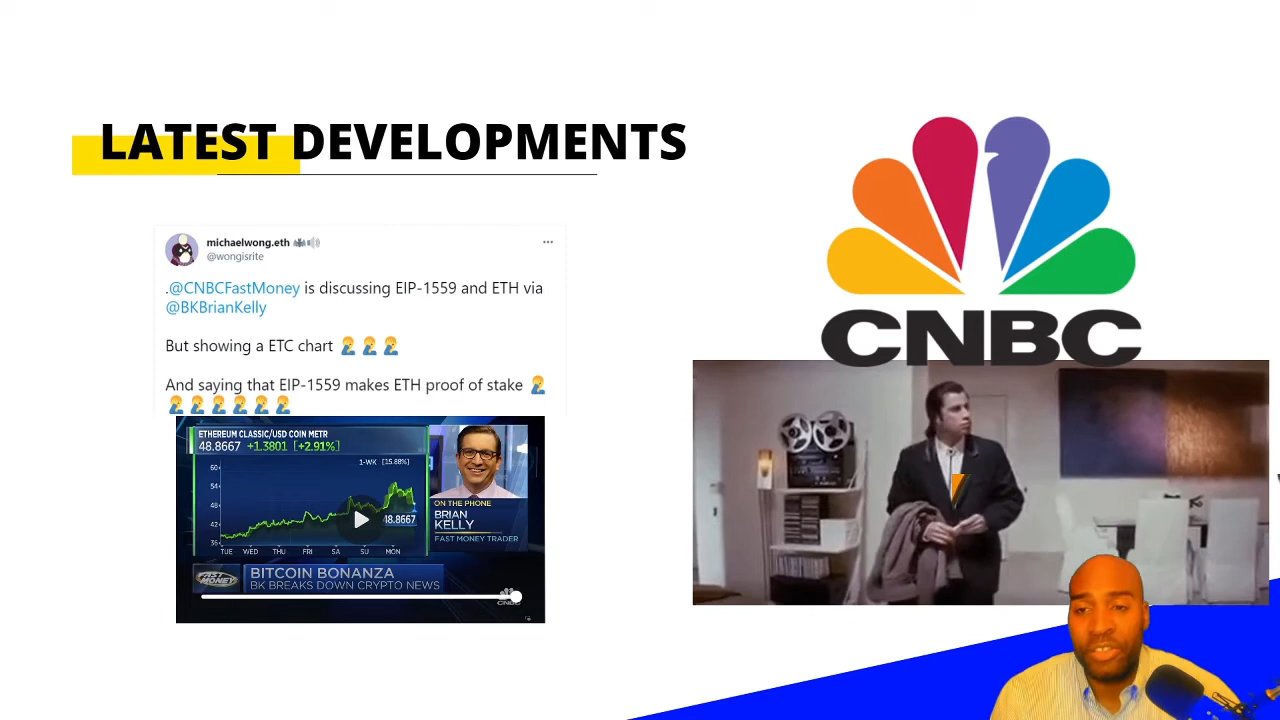 LATEST DEVELOPMENTS
michaelwong.eth
@wongisrite
.@CNBCFastMoney is discussing EIP-1559 and ETH via
@BKBrianKelly
But showing a ETC chart
And saying that EIP-1559 makes ETH proof of stake
ETHEREUM CLASSIC/USD COIN METR
48.8667 +1.3801 [+2.91%]
1-WK [15.88%]
60
54
48
42
36
48.8667
TUE WED THU FRI SA SU MON
ON THE PHONE
BRIAN
KELLY
FAST MONEY TRADER
FAST
MONEY
BITCOIN BONANZA
BK BREAKS DOWN CRYPTO NEWS
CNBC
CNBC